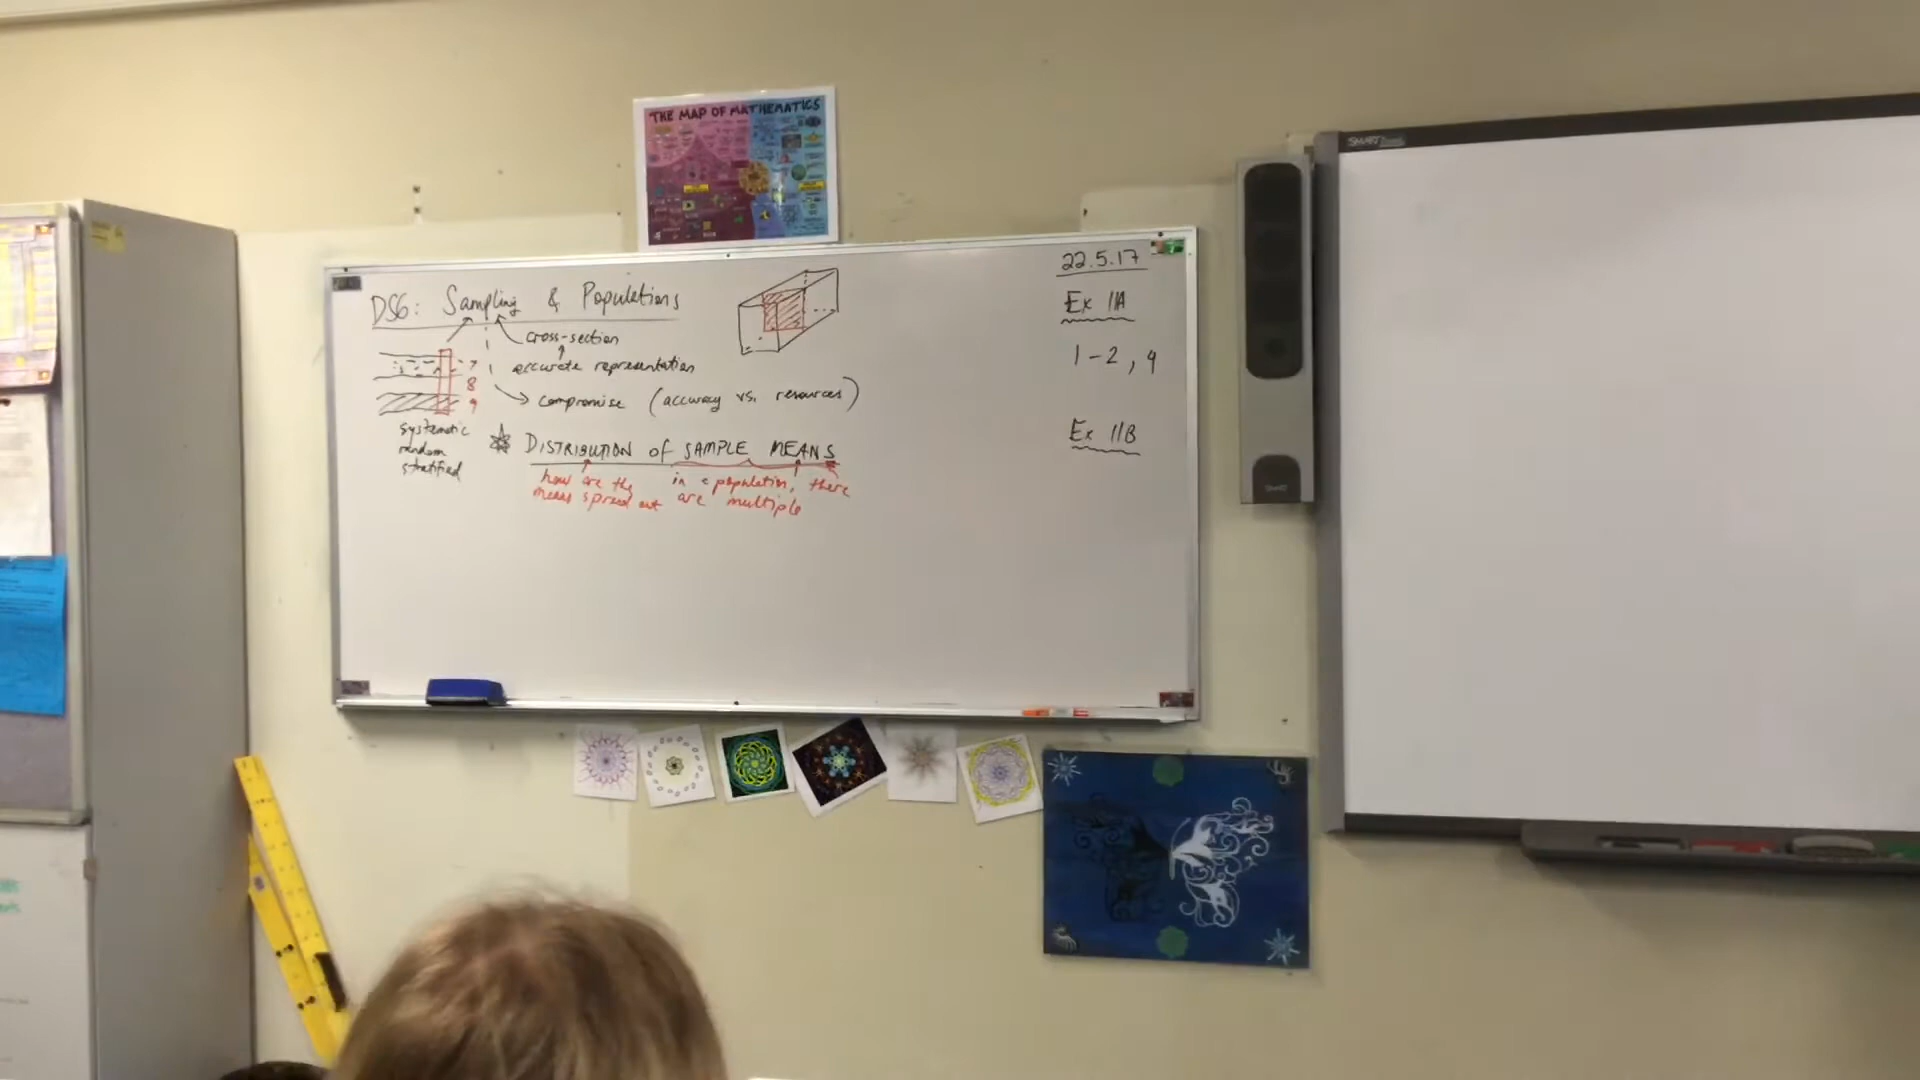 THE MAP OF MATHEMATICS
DS6: Sampling & Populations
cross-section
accurate representation
compromise (accuracy vs. resources)
7
8
9
systematic
random
stratified
DISTRIBUTION of SAMPLE MEANS
how are the
means spread out
in a population, there
are multiple
22.5.17
Ex 11A
1-2, 4
Ex 11B
SMART
SMART